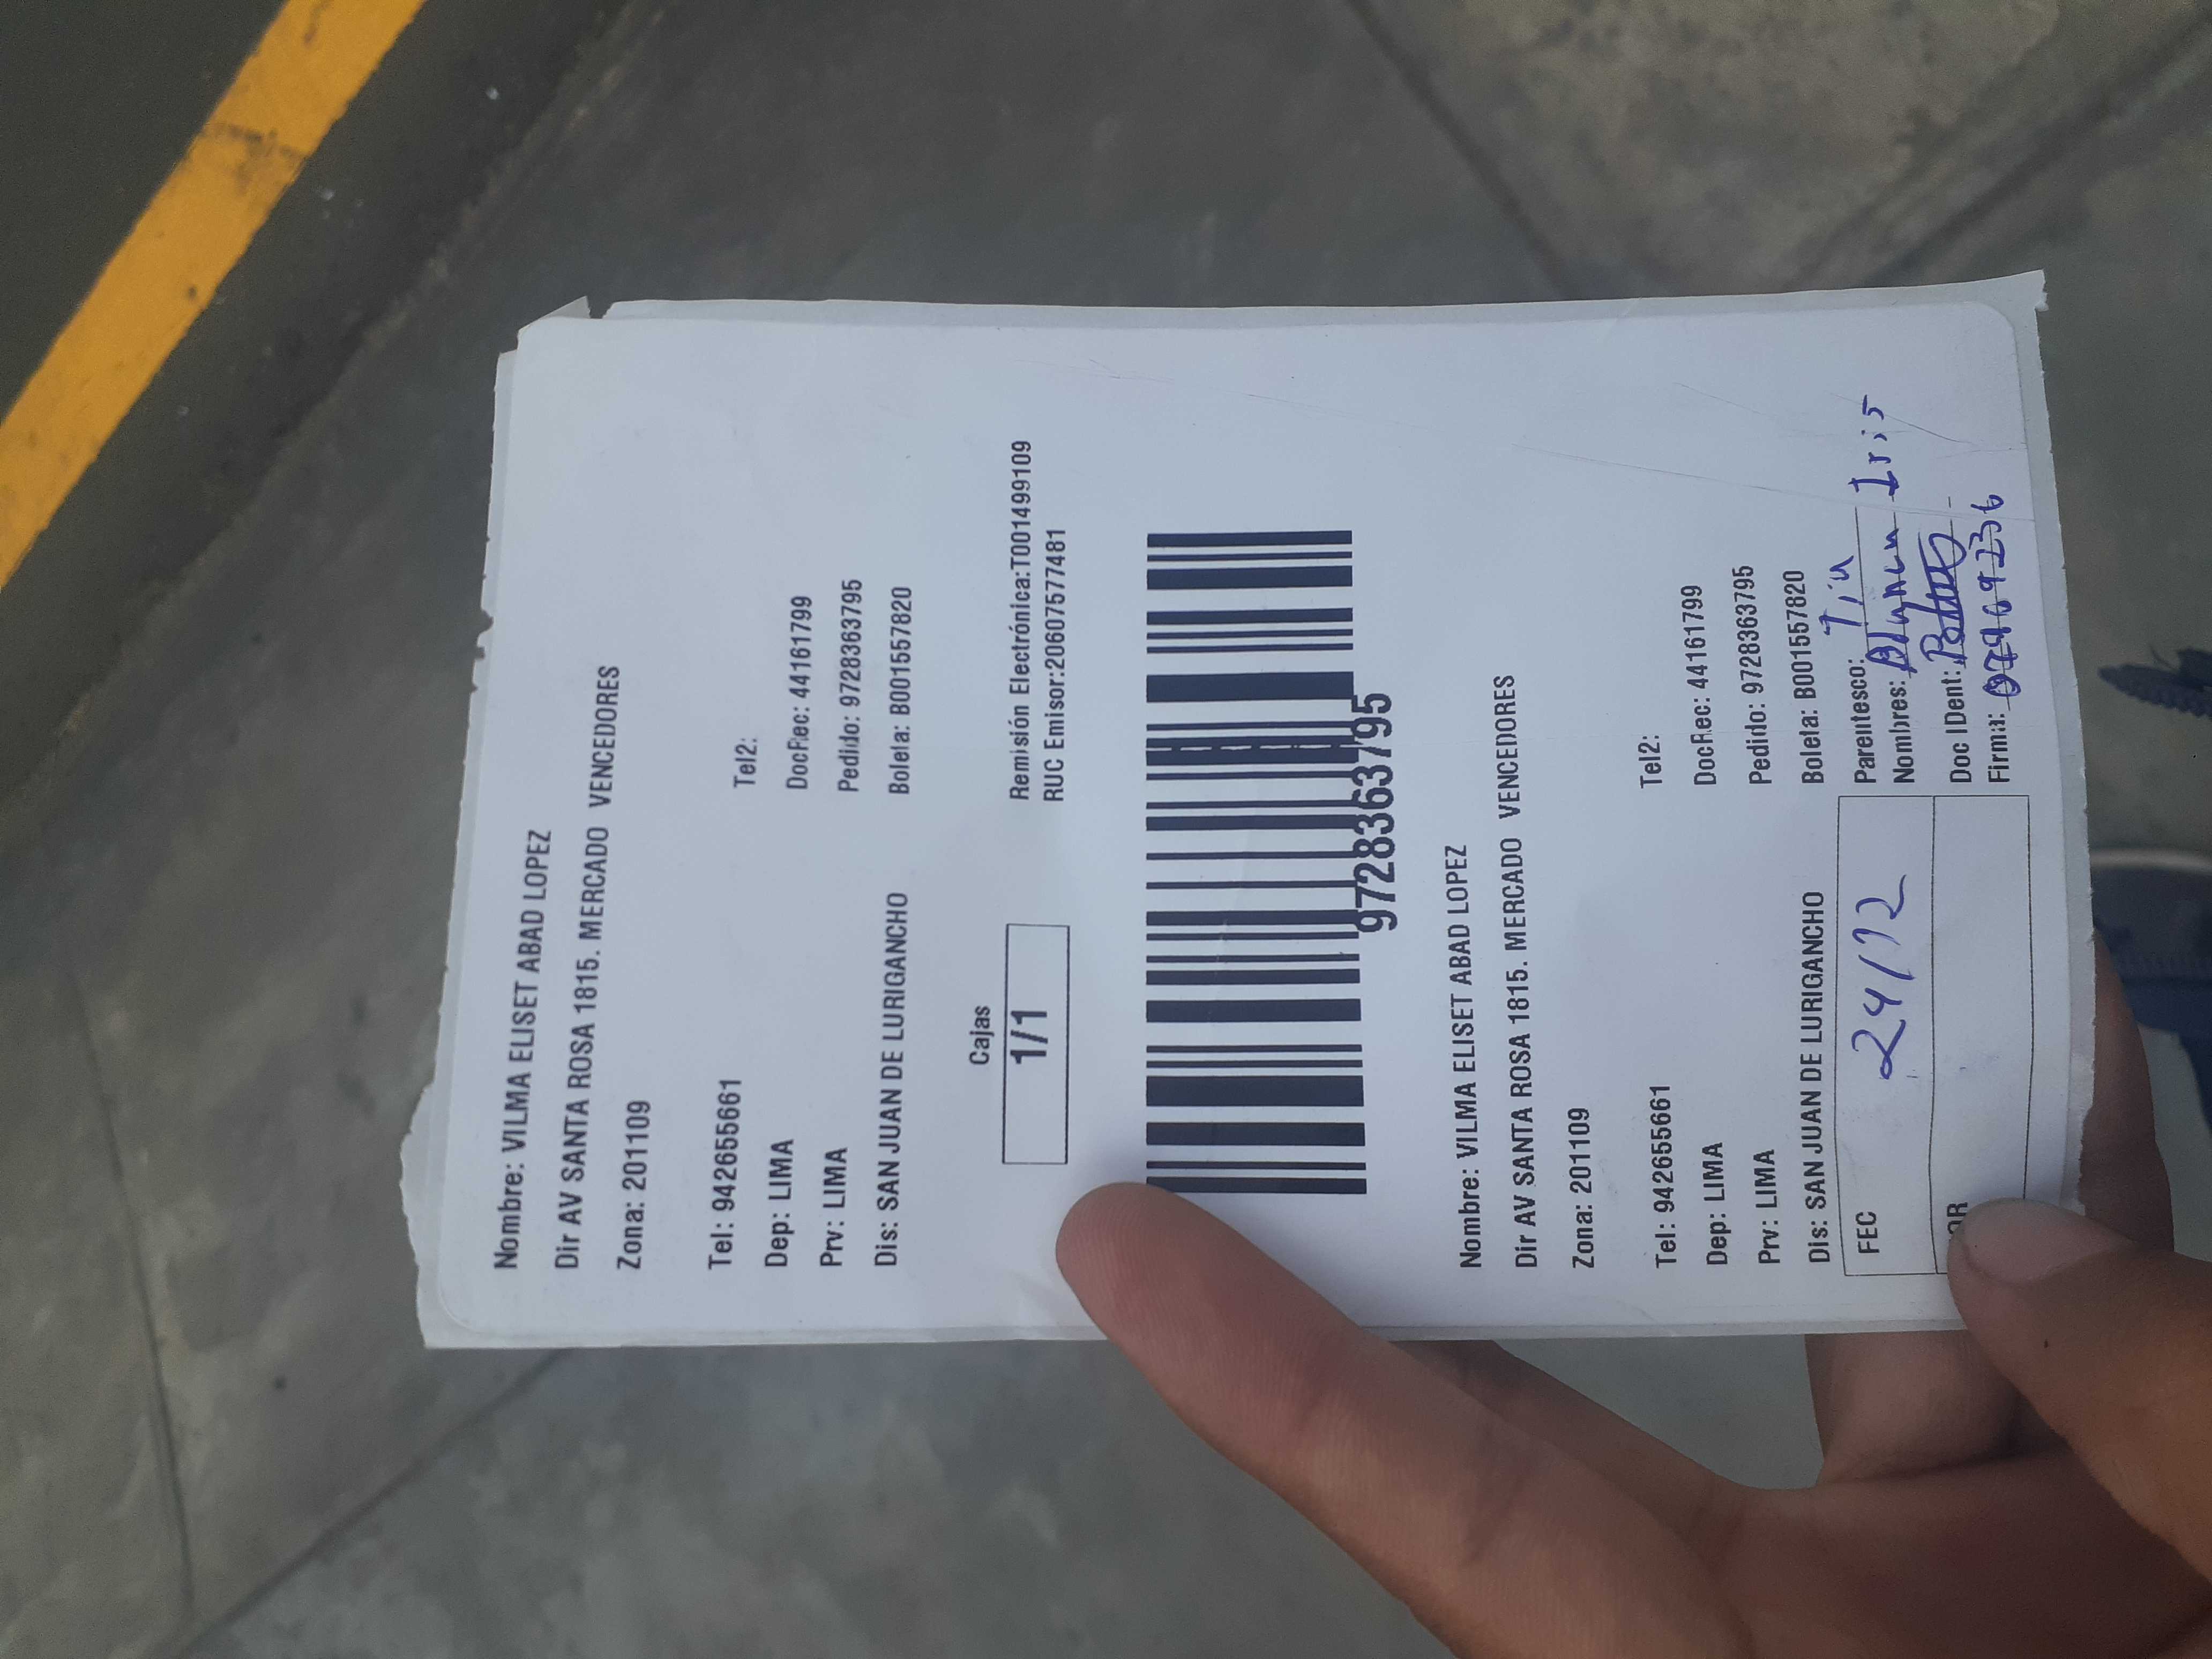 Nombre: VILMA ELISET ABAD LOPEZ
Dir AV SANTA ROSA 1815. MERCADO VENCEDORES
Zona: 201109
Tel: 942655661 Tel2:
Dep: LIMA DocRec: 44161799
Prv: LIMA Pedido: 9728363795
Dis: SAN JUAN DE LURIGANCHO Boleta: B001557820
Cajas
1/1
Remisión Electrónica:T001499109
RUC Emisor:20607577481
9728363795
Nombre: VILMA ELISET ABAD LOPEZ
Dir AV SANTA ROSA 1815. MERCADO VENCEDORES
Zona: 201109
Tel: 942655661 Tel2:
Dep: LIMA DocRec: 44161799
Prv: LIMA Pedido: 9728363795
Dis: SAN JUAN DE LURIGANCHO Boleta: B001557820
FEC 24/12
Parentesco: Tia
Nombres: Blanca Iris
Doc IDent:
Firma: